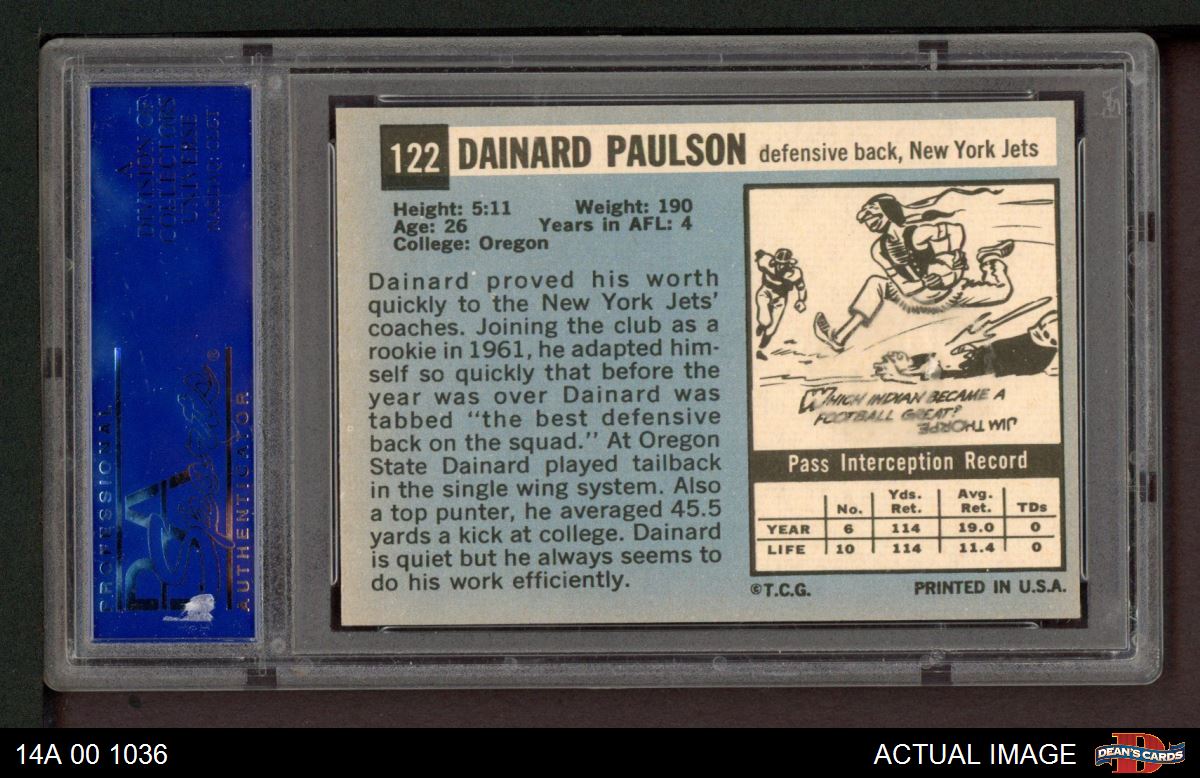 A
DIVISION OF
COLLECTORS
UNIVERSE
NASDAQ: CLCT
PROFESSIONAL
PSA
Sports®
AUTHENTICATOR
122 DAINARD PAULSON defensive back, New York Jets
Height: 5:11 Weight: 190
Age: 26 Years in AFL: 4
College: Oregon
Dainard proved his worth
quickly to the New York Jets'
coaches. Joining the club as a
rookie in 1961, he adapted him-
self so quickly that before the
year was over Dainard was
tabbed "the best defensive
back on the squad." At Oregon
State Dainard played tailback
in the single wing system. Also
a top punter, he averaged 45.5
yards a kick at college. Dainard
is quiet but he always seems to
do his work efficiently.
WHICH INDIAN BECAME A
FOOTBALL GREAT?
JIM THORPE
Pass Interception Record
No. Yds. Ret. Avg. Ret. TDs
YEAR 6 114 19.0 0
LIFE 10 114 11.4 0
©T.C.G. PRINTED IN U.S.A.
14A 00 1036
ACTUAL IMAGE
DEAN'S CARDS